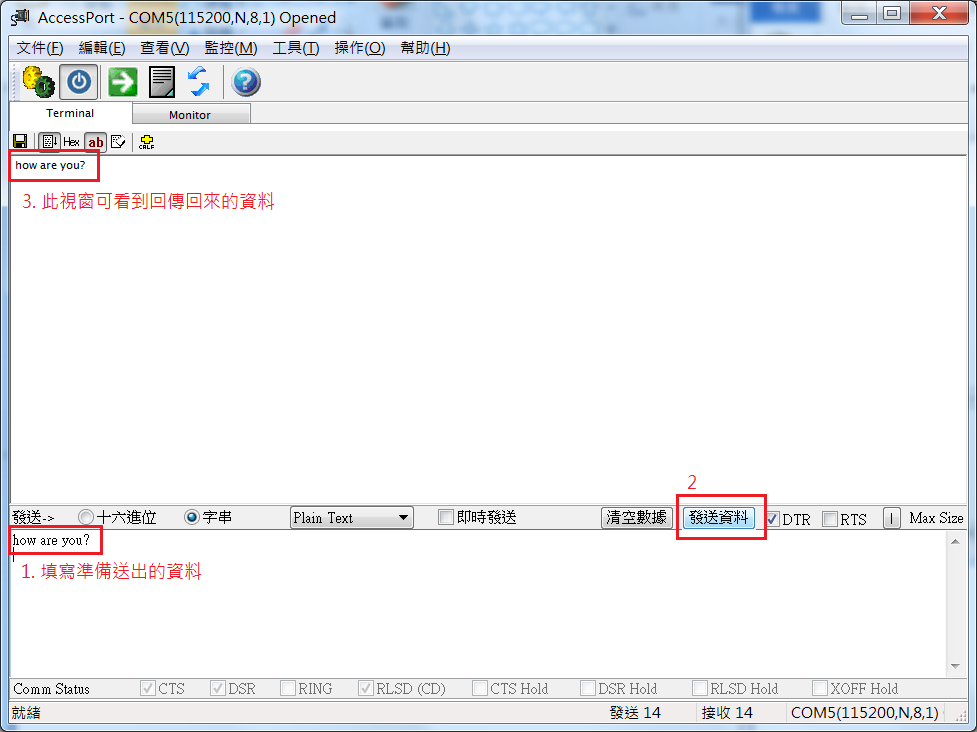 AccessPort - COM5(115200,N,8,1) Opened
文件(F) 編輯(E) 查看(V) 監控(M) 工具(T) 操作(O) 幫助(H)
Terminal Monitor
Hex ab CRLF
how are you?
3. 此視窗可看到回傳回來的資料
2
發送-> 十六進位 字串 Plain Text 即時發送 清空數據 發送資料 DTR RTS Max Size
how are you?
1. 填寫準備送出的資料
Comm Status CTS DSR RING RLSD (CD) CTS Hold DSR Hold RLSD Hold XOFF Hold
就緒 發送 14 接收 14 COM5(115200,N,8,1)